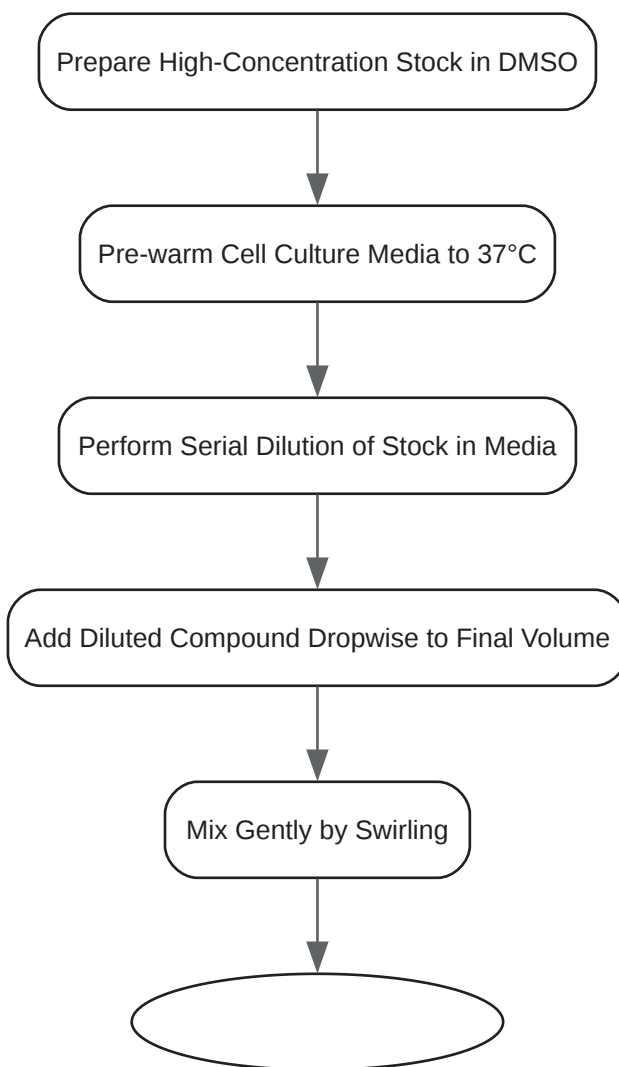 Prepare High-Concentration Stock in DMSO
Pre-warm Cell Culture Media to 37°C
Perform Serial Dilution of Stock in Media
Add Diluted Compound Dropwise to Final Volume
Mix Gently by Swirling